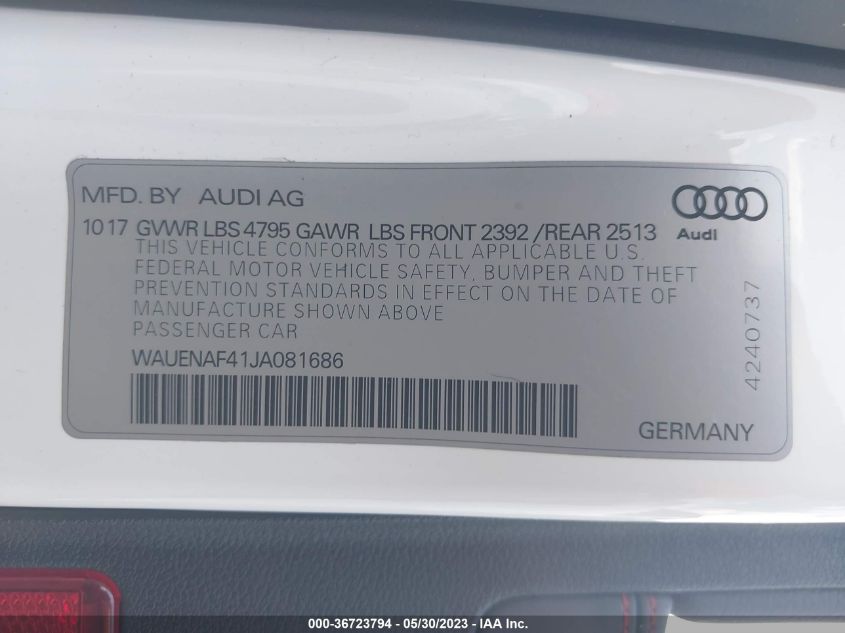 MFD. BY AUDI AG
Audi
10 17 GVWR LBS 4795 GAWR LBS FRONT 2392 /REAR 2513
THIS VEHICLE CONFORMS TO ALL APPLICABLE U.S.
FEDERAL MOTOR VEHICLE SAFETY, BUMPER AND THEFT
PREVENTION STANDARDS IN EFFECT ON THE DATE OF
MANUFACTURE SHOWN ABOVE
PASSENGER CAR
WAUENAF41JA081686
4240737
GERMANY
000-36723794 - 05/30/2023 - IAA Inc.